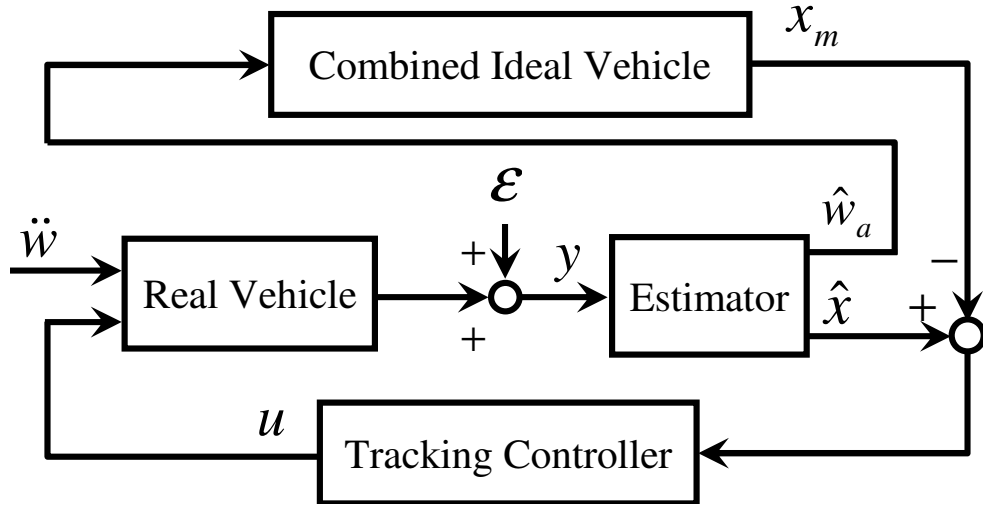 x_m
Combined Ideal Vehicle
ε
ŵ_a
ẅ
+
y
−
Real Vehicle
Estimator
x̂
+
+
u
Tracking Controller